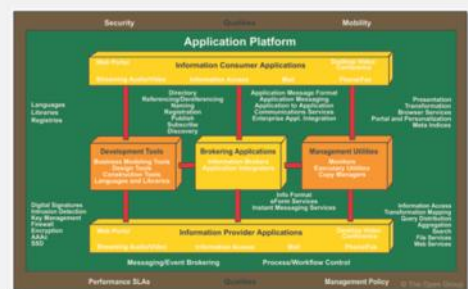 Security Qualities Mobility
Application Platform
Web Portal
Information Consumer Applications
Desktop Video
Conference
Streaming Audio/Video Information Access Mail Phone/Fax
Languages
Libraries
Registries
Directory
Referencing/Dereferencing
Naming
Registration
Publish
Subscribe
Discovery
Application Message Format
Application Messaging
Application to Application
Communications Services
Enterprise Appl. Integration
Presentation
Transformation
Browser Services
Portal and Personalization
Meta Indices
Development Tools
Business Modeling Tools
Design Tools
Construction Tools
Languages and Libraries
Brokering Applications
Information Brokers
Application Integrators
Management Utilities
Monitors
Executory Utilities
Copy Managers
Digital Signatures
Intrusion Detection
Key Management
Firewall
Encryption
AAAC
SSO
Info Format
eForm Services
Instant Messaging Services
Information Access
Transformation Mapping
Query Distribution
Aggregation
Search
File Services
Web Services
Web Portal
Information Provider Applications
Desktop Video
Conference
Streaming Audio/Video Information Access Mail Phone/Fax
Messaging/Event Brokering Process/Workflow Control
Performance SLAs Qualities Management Policy
© The Open Group